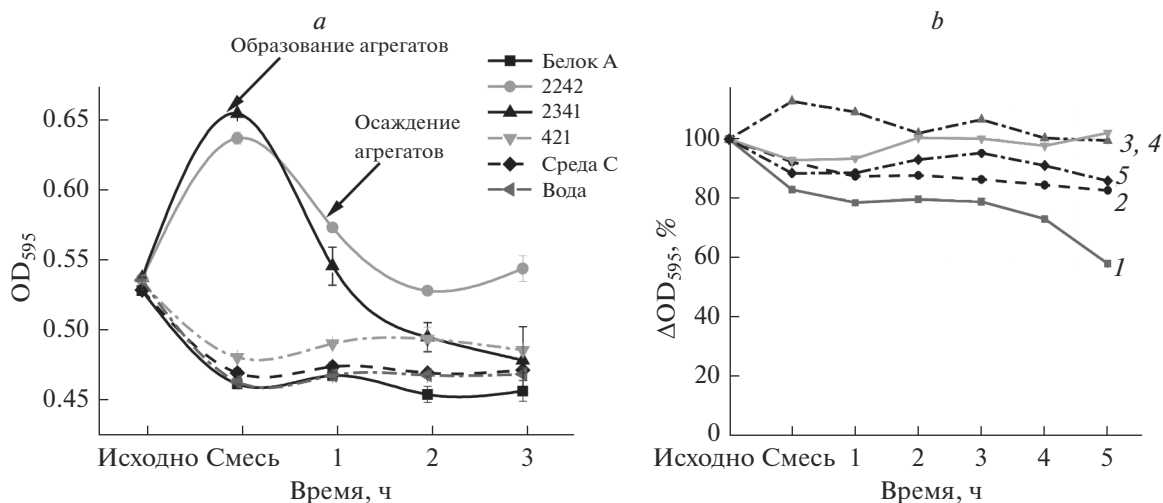 a
Образование агрегатов
Осаждение
агрегатов
Белок А
2242
2341
421
Среда С
Вода
OD595
0.65
0.60
0.55
0.50
0.45
Исходно Смесь 1 2 3
Время, ч
b
ΔOD595, %
100
80
60
40
20
0
3, 4
5
2
1
Исходно Смесь 1 2 3 4 5
Время, ч